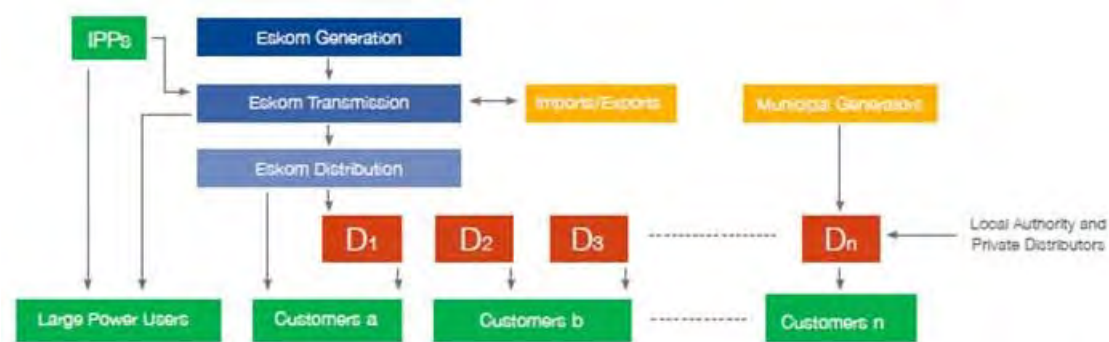 IPPs
Eskom Generation
Eskom Transmission
Imports/Exports
Municipal Generators
Eskom Distribution
D1
D2
D3
Dn
Local Authority and
Private Distributors
Large Power Users
Customers a
Customers b
Customers n